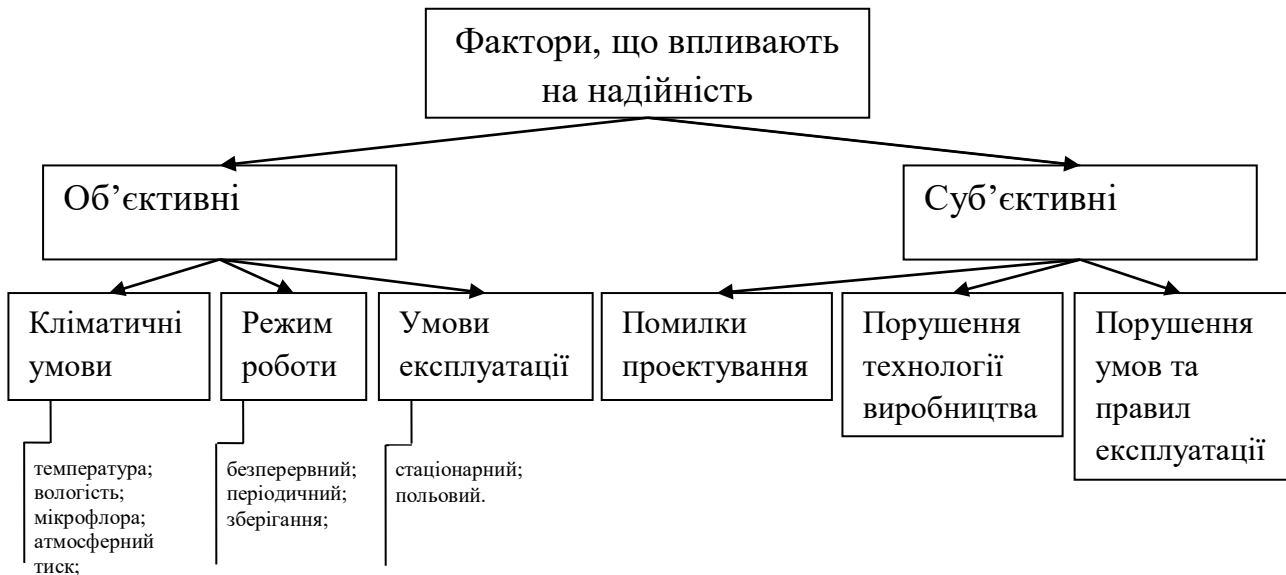 Фактори, що впливають
на надійність
Об’єктивні
Суб’єктивні
Кліматичні
умови
Режим
роботи
Умови
експлуатації
Помилки
проектування
Порушення
технології
виробництва
Порушення
умов та
правил
експлуатації
температура;
вологість;
мікрофлора;
атмосферний
тиск;
безперервний;
періодичний;
зберігання;
стаціонарний;
польовий.